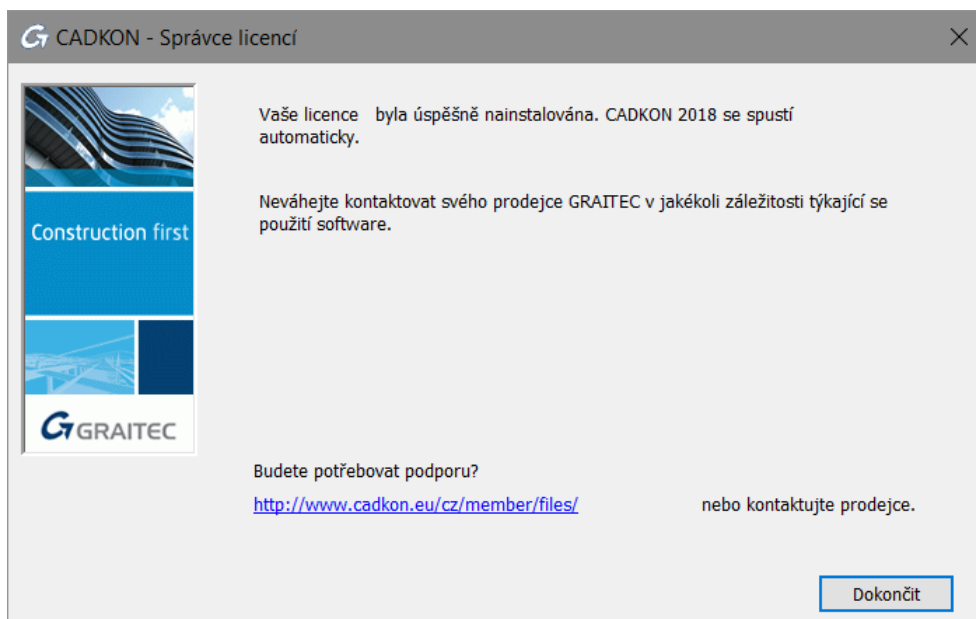 CADKON - Správce licencí
Vaše licence byla úspěšně nainstalována. CADKON 2018 se spustí
automaticky.
Neváhejte kontaktovat svého prodejce GRAITEC v jakékoli záležitosti týkající se
použití software.
Construction first
GRAITEC
Budete potřebovat podporu?
http://www.cadkon.eu/cz/member/files/ nebo kontaktujte prodejce.
Dokončit